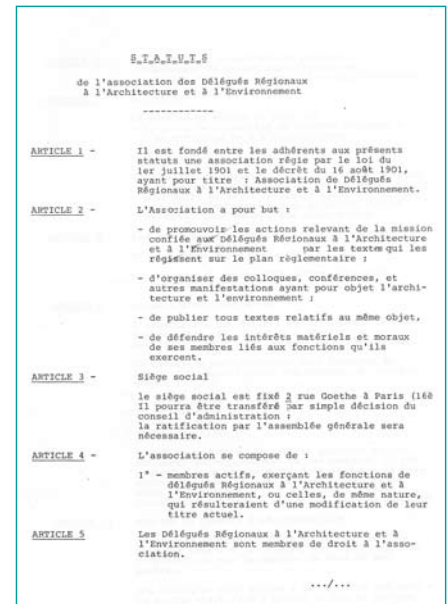 S_T_A_T_U_T_S
de l'association des Délégués Régionaux
à l'Architecture et à l'Environnement
------------
ARTICLE 1 - Il est fondé entre les adhérents aux présents
statuts une association régie par le loi du
1er juillet 1901 et le décrêt du 16 août 1901,
ayant pour titre : Association de Délégués
Régionaux à l'Architecture et à l'Environnement.
ARTICLE 2 - L'Association a pour but :
- de promouvoir les actions relevant de la mission
confiée aux Délégués Régionaux à l'Architecture
et à l'Environnement par les textes qui les
régissent sur le plan règlementaire ;
- d'organiser des colloques, conférences, et
autres manifestations ayant pour objet l'archi-
tecture et l'environnement ;
- de publier tous textes relatifs au même objet,
- de défendre les intérêts matériels et moraux
de ses membres liés aux fonctions qu'ils
exercent.
ARTICLE 3 - Siège social
le siège social est fixé 2 rue Goethe à Paris (16è
Il pourra être transféré par simple décision du
conseil d'administration :
la ratification par l'assemblée générale sera
nécessaire.
ARTICLE 4 - L'association se compose de :
1° - membres actifs, exerçant les fonctions de
délégués Régionaux à l'Architecture et à
l'Environnement, ou celles, de même nature,
qui résulteraient d'une modification de leur
titre actuel.
ARTICLE 5 Les Délégués Régionaux à l'Architecture et à
l'Environnement sont membres de droit à l'asso-
ciation.
.../...